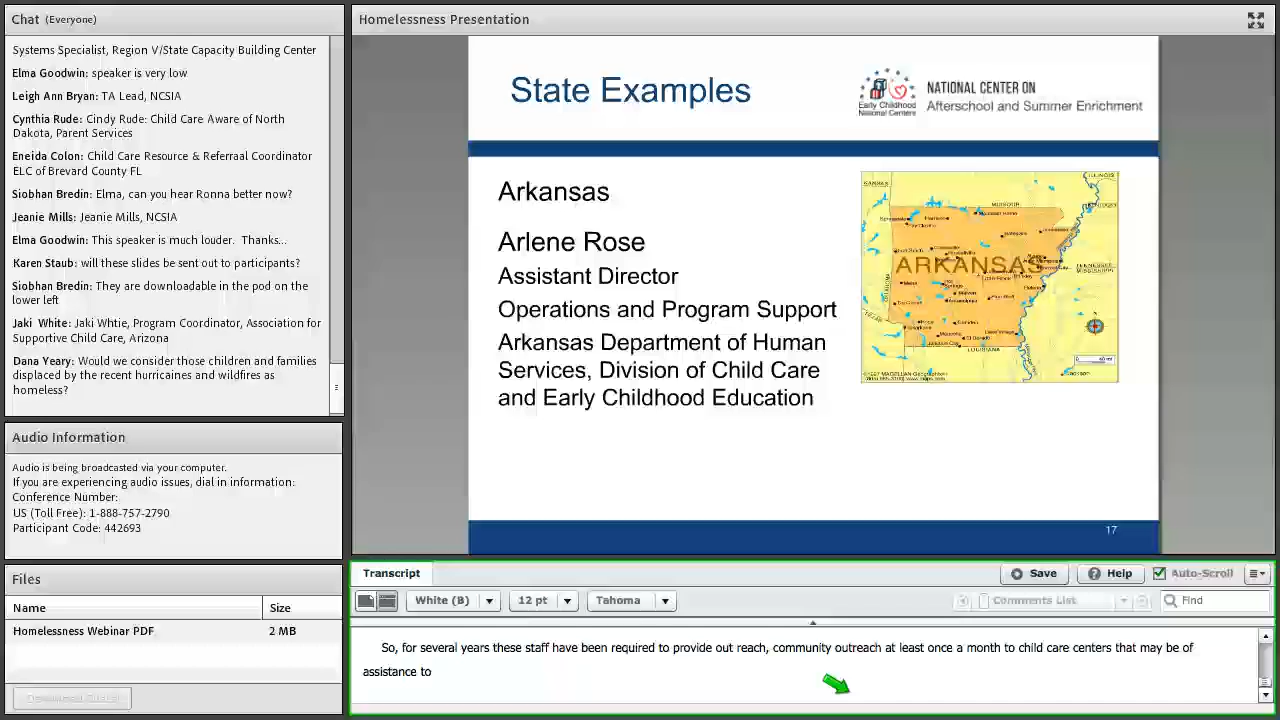 Chat (Everyone)
Systems Specialist, Region V/State Capacity Building Center
Elma Goodwin: speaker is very low
Leigh Ann Bryan: TA Lead, NCSIA
Cynthia Rude: Cindy Rude: Child Care Aware of North
Dakota, Parent Services
Eneida Colon: Child Care Resource & Referraal Coordinator
ELC of Brevard County FL
Siobhan Bredin: Elma, can you hear Ronna better now?
Jeanie Mills: Jeanie Mills, NCSIA
Elma Goodwin: This speaker is much louder. Thanks...
Karen Staub: will these slides be sent out to participants?
Siobhan Bredin: They are downloadable in the pod on the
lower left
Jaki White: Jaki Whtie, Program Coordinator, Association for
Supportive Child Care, Arizona
Dana Yeary: Would we consider those children and families
displaced by the recent hurricaines and wildfires as
homeless?
Audio Information
Audio is being broadcasted via your computer.
If you are experiencing audio issues, dial in information:
Conference Number:
US (Toll Free): 1-888-757-2790
Participant Code: 442693
Files
Name Size
Homelessness Webinar PDF 2 MB
Homelessness Presentation
State Examples
Early Childhood
National Centers
NATIONAL CENTER ON
Afterschool and Summer Enrichment
Arkansas
Arlene Rose
Assistant Director
Operations and Program Support
Arkansas Department of Human
Services, Division of Child Care
and Early Childhood Education
KANSAS
ILLINOIS
ARKANSAS
TENNESSEE
MISSISSIPPI
LOUISIANA
17
Transcript
Save
Help
Auto-Scroll
White (B)
12 pt
Tahoma
Comments List
Find
So, for several years these staff have been required to provide out reach, community outreach at least once a month to child care centers that may be of
assistance to